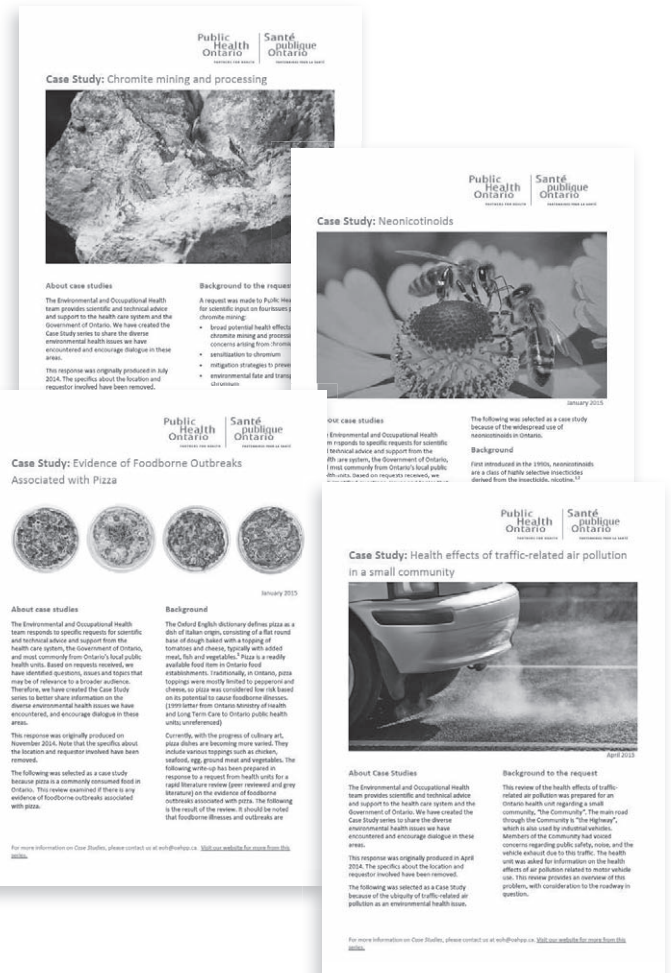 Public
Health
Ontario
PARTNERS FOR HEALTH
Santé
publique
Ontario
PARTENAIRES POUR LA SANTÉ
Case Study: Chromite mining and processing
About case studies
The Environmental and Occupational Health
team provides scientific and technical advice
and support to the health care system and the
Government of Ontario. We have created the
Case Study series to share the diverse
environmental health issues we have
encountered and encourage dialogue in these
areas.
This response was originally produced in July
2014. The specifics about the location and
requestor involved have been removed.
Background to the request
A request was made to Public Hea
for scientific input on fourissues p
chromite mining:
• broad potential health effects
chromite mining and processi
concerns arising from chromi
• sensitization to chromium
• mitigation strategies to preve
• environmental fate and transp
chromium
Public
Health
Ontario
PARTNERS FOR HEALTH
Santé
publique
Ontario
PARTENAIRES POUR LA SANTÉ
Case Study: Neonicotinoids
January 2015
out case studies
Environmental and Occupational Health
m responds to specific requests for scientific
technical advice and support from the
lth care system, the Government of Ontario,
most commonly from Ontario's local public
lth units. Based on requests received, we
The following was selected as a case study
because of the widespread use of
neonicotinoids in Ontario.
Background
First introduced in the 1990s, neonicotinoids
are a class of highly selective insecticides
derived from the insecticide, nicotine.
Public
Health
Ontario
PARTNERS FOR HEALTH
Santé
publique
Ontario
PARTENAIRES POUR LA SANTÉ
Case Study: Evidence of Foodborne Outbreaks
Associated with Pizza
January 2015
About case studies
The Environmental and Occupational Health
team responds to specific requests for scientific
and technical advice and support from the
health care system, the Government of Ontario,
and most commonly from Ontario's local public
health units. Based on requests received, we
have identified questions, issues and topics that
may be of relevance to a broader audience.
Therefore, we have created the Case Study
series to better share information on the
diverse environmental health issues we have
encountered, and encourage dialogue in these
areas.
This response was originally produced on
November 2014. Note that the specifics about
the location and requestor involved have been
removed.
The following was selected as a case study
because pizza is a commonly consumed food in
Ontario. This review examined if there is any
evidence of foodborne outbreaks associated
with pizza.
Background
The Oxford English dictionary defines pizza as a
dish of Italian origin, consisting of a flat round
base of dough baked with a topping of
tomatoes and cheese, typically with added
meat, fish and vegetables. Pizza is a readily
available food item in Ontario food
establishments. Traditionally, in Ontario, pizza
toppings were mostly limited to pepperoni and
cheese, so pizza was considered low risk based
on its potential to cause foodborne illnesses.
(1999 letter from Ontario Ministry of Health
and Long Term Care to Ontario public health
units; unreferenced)
Currently, with the progress of culinary art,
pizza dishes are becoming more varied. They
include various toppings such as chicken,
seafood, egg, ground meat and vegetables. The
following write-up has been prepared in
response to a request from health units for a
rapid literature review (peer reviewed and grey
literature) on the evidence of foodborne
outbreaks associated with pizza. The following
is the result of the review. It should be noted
that foodborne illnesses and outbreaks are
For more information on Case Studies, please contact us at eoh@oahpp.ca. Visit our website for more from this
series.
Public
Health
Ontario
PARTNERS FOR HEALTH
Santé
publique
Ontario
PARTENAIRES POUR LA SANTÉ
Case Study: Health effects of traffic-related air pollution
in a small community
April 2015
About Case Studies
The Environmental and Occupational Health
team provides scientific and technical advice
and support to the health care system and the
Government of Ontario. We have created the
Case Study series to share the diverse
environmental health issues we have
encountered and encourage dialogue in these
areas.
This response was originally produced in April
2014. The specifics about the location and
requestor involved have been removed.
The following was selected as a Case Study
because of the ubiquity of traffic-related air
pollution as an environmental health issue.
Background to the request
This review of the health effects of traffic-
related air pollution was prepared for an
Ontario health unit regarding a small
community, "the Community". The main road
through the Community is "the Highway",
which is also used by industrial vehicles.
Members of the Community had voiced
concerns regarding public safety, noise, and the
vehicle exhaust due to this traffic. The health
unit was asked for information on the health
effects of air pollution related to motor vehicle
use. This review provides an overview of this
problem, with consideration to the roadway in
question.
For more information on Case Studies, please contact us at eoh@oahpp.ca. Visit our website for more from this
series.